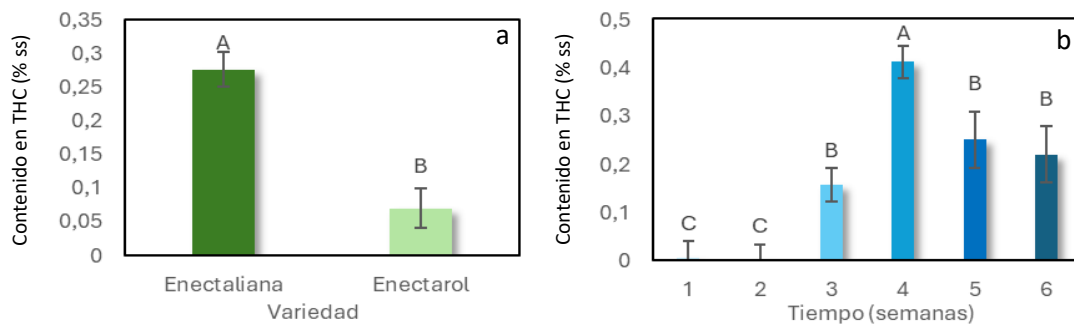 a
Contenido en THC (% ss)
0,35
0,3
0,25
0,2
0,15
0,1
0,05
0
A
B
Enectaliana Enectarol
Variedad
b
Contenido en THC (% ss)
0,5
0,4
0,3
0,2
0,1
0
C C B A B B
1 2 3 4 5 6
Tiempo (semanas)